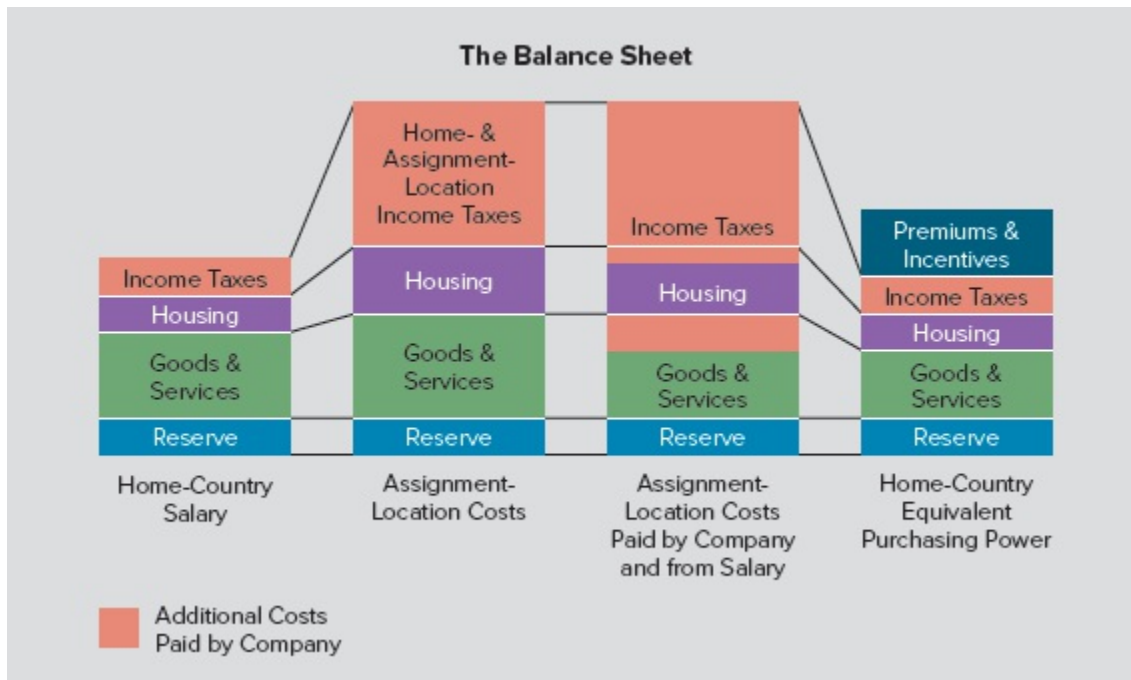 The Balance Sheet
Income Taxes
Housing
Goods &
Services
Reserve
Home-Country
Salary
Home- &
Assignment-
Location
Income Taxes
Housing
Goods &
Services
Reserve
Assignment-
Location Costs
Income Taxes
Housing
Goods &
Services
Reserve
Assignment-
Location Costs
Paid by Company
and from Salary
Premiums &
Incentives
Income Taxes
Housing
Goods &
Services
Reserve
Home-Country
Equivalent
Purchasing Power
Additional Costs
Paid by Company